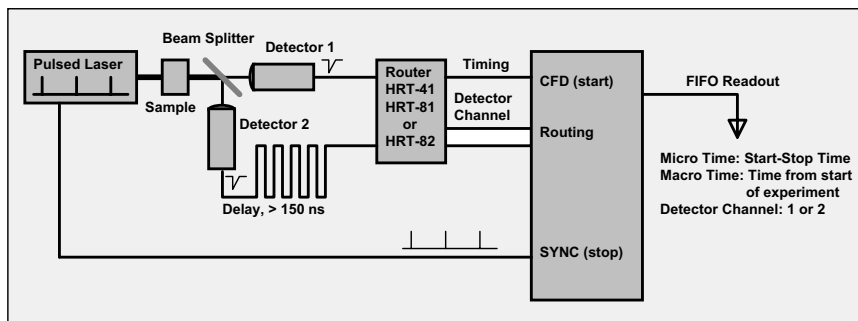 Beam Splitter
Pulsed Laser
Sample
Detector 1
Detector 2
Delay, > 150 ns
Router
HRT-41
HRT-81
or
HRT-82
Timing
Detector
Channel
CFD (start)
Routing
SYNC (stop)
FIFO Readout
Micro Time: Start-Stop Time
Macro Time: Time from start
of experiment
Detector Channel: 1 or 2